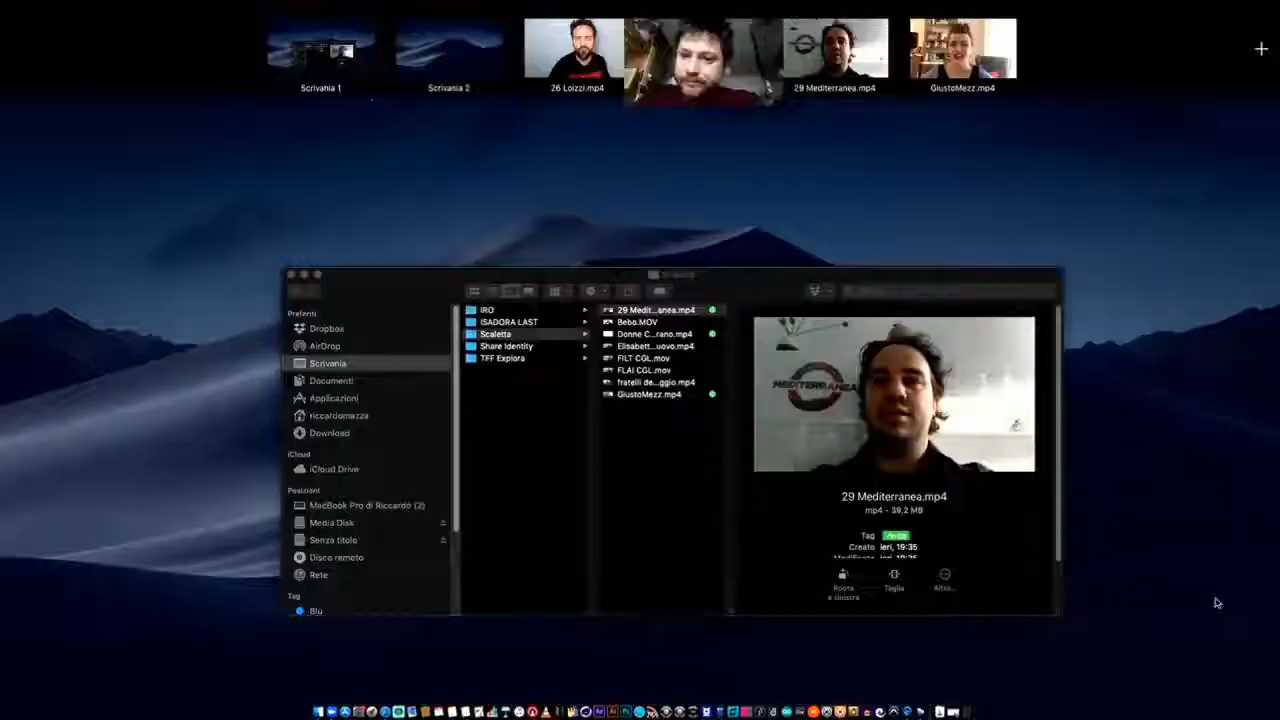 Scrivania 1
Scrivania 2
26 Loizzi.mp4
29 Mediterranea.mp4
GiustoMezz.mp4
Preferiti
Dropbox
AirDrop
Scrivania
Documenti
Applicazioni
riccardomazza
Download
iCloud
iCloud Drive
Posizioni
MacBook Pro di Riccardo (2)
Media Disk
Senza titolo
Disco remoto
Rete
Tag
Blu
IRO
ISADORA LAST
Scaletta
Share Identity
TFF Explora
29 Medit...anea.mp4
Bebo.MOV
Donne C...rano.mp4
Elisabett...uovo.mp4
FILT CGL.mov
FLAI CGL.mov
fratelli de...ggio.mp4
GiustoMezz.mp4
MEDITERRANEA
29 Mediterranea.mp4
mp4 - 39,2 MB
Tag Verde
Creato ieri, 19:35
Ruota a sinistra
Taglia
Altro...